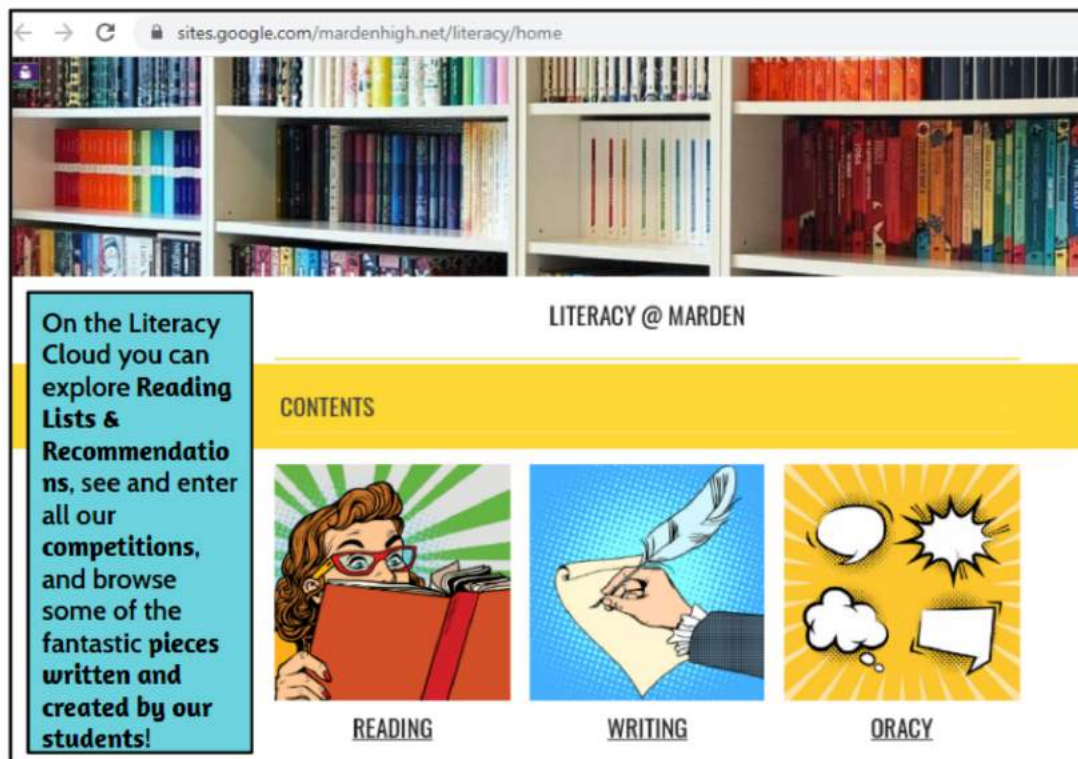 sites.google.com/mardenhigh.net/literacy/home
LITERACY @ MARDEN
On the Literacy
Cloud you can
explore Reading
Lists &
Recommendatio
ns, see and enter
all our
competitions,
and browse
some of the
fantastic pieces
written and
created by our
students!
CONTENTS
READING
WRITING
ORACY